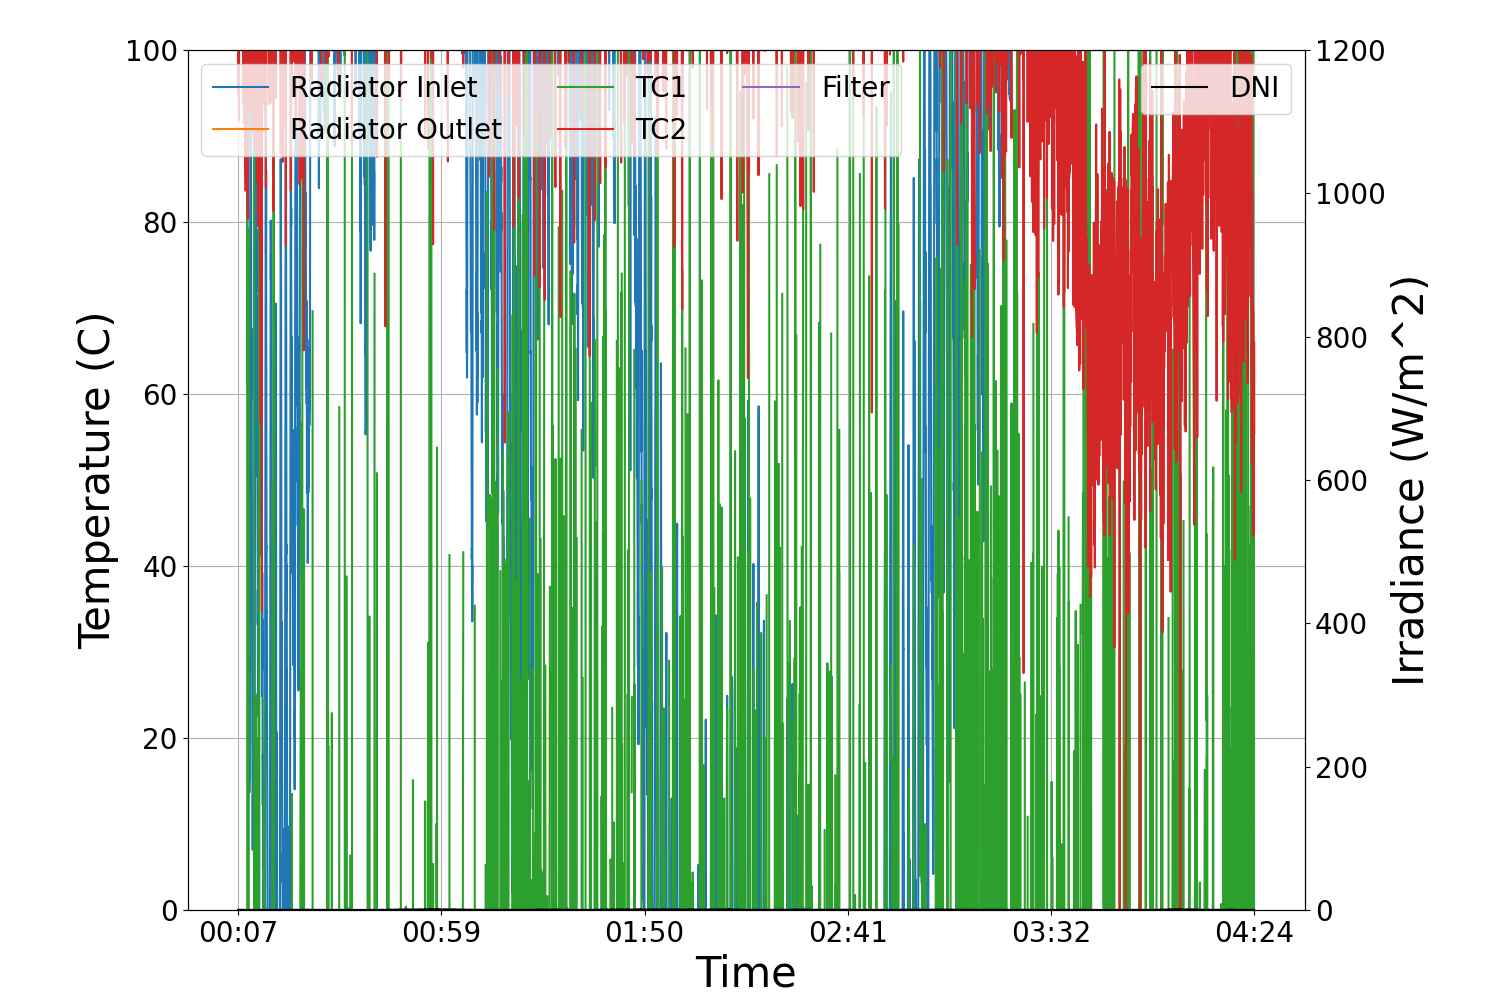 100
80
60
40
20
0
Temperature (C)
Radiator Inlet
Radiator Outlet
TC1
TC2
Filter
DNI
1200
1000
800
600
400
200
0
Irradiance (W/m^2)
00:07
00:59
01:50
02:41
03:32
04:24
Time